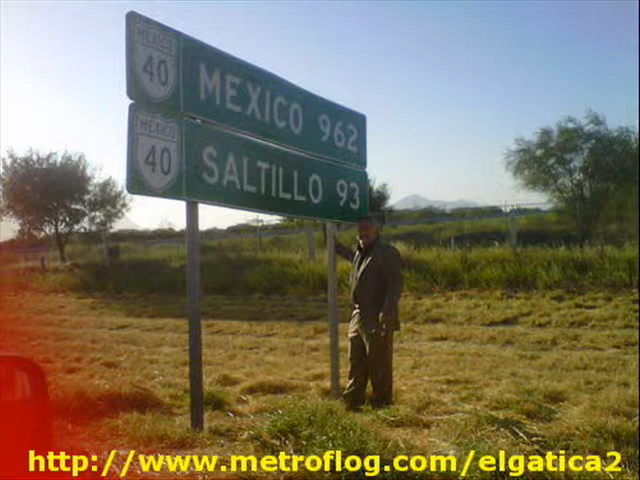 MEXICO
40
MEXICO 962
MEXICO
40
SALTILLO 93
http://www.metroflog.com/elgatica2